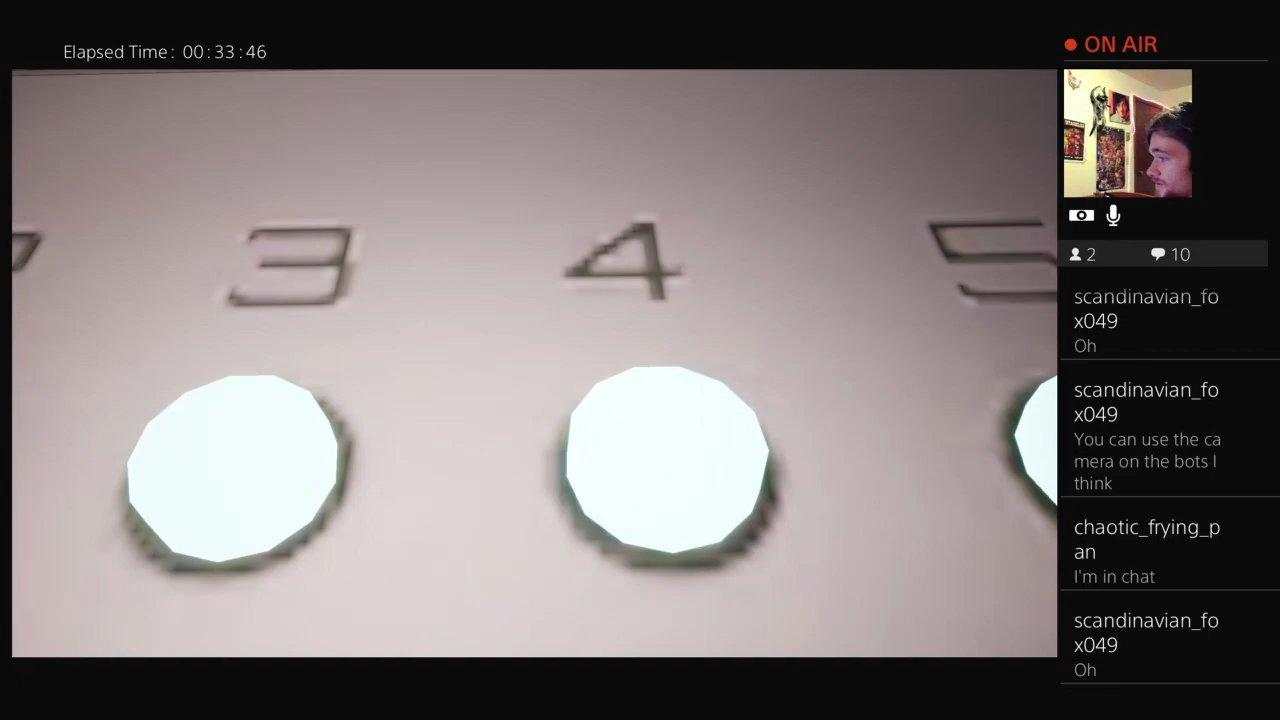 Elapsed Time: 00:33:46
ON AIR
3 4 5
2 10
scandinavian_fo
x049
Oh
scandinavian_fo
x049
You can use the ca
mera on the bots I
think
chaotic_frying_p
an
I'm in chat
scandinavian_fo
x049
Oh